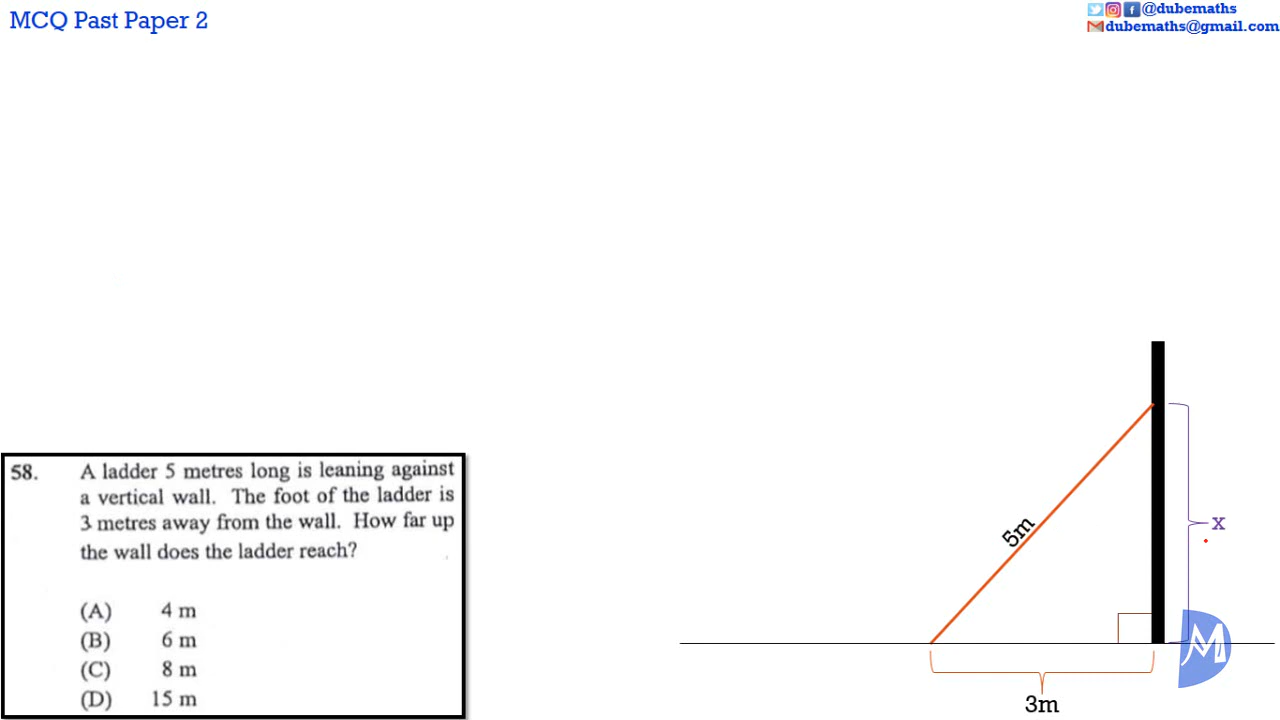 MCQ Past Paper 2
@dubemaths
dubemaths@gmail.com
58. A ladder 5 metres long is leaning against
a vertical wall. The foot of the ladder is
3 metres away from the wall. How far up
the wall does the ladder reach?
(A) 4 m
(B) 6 m
(C) 8 m
(D) 15 m
5m
x
3m
M